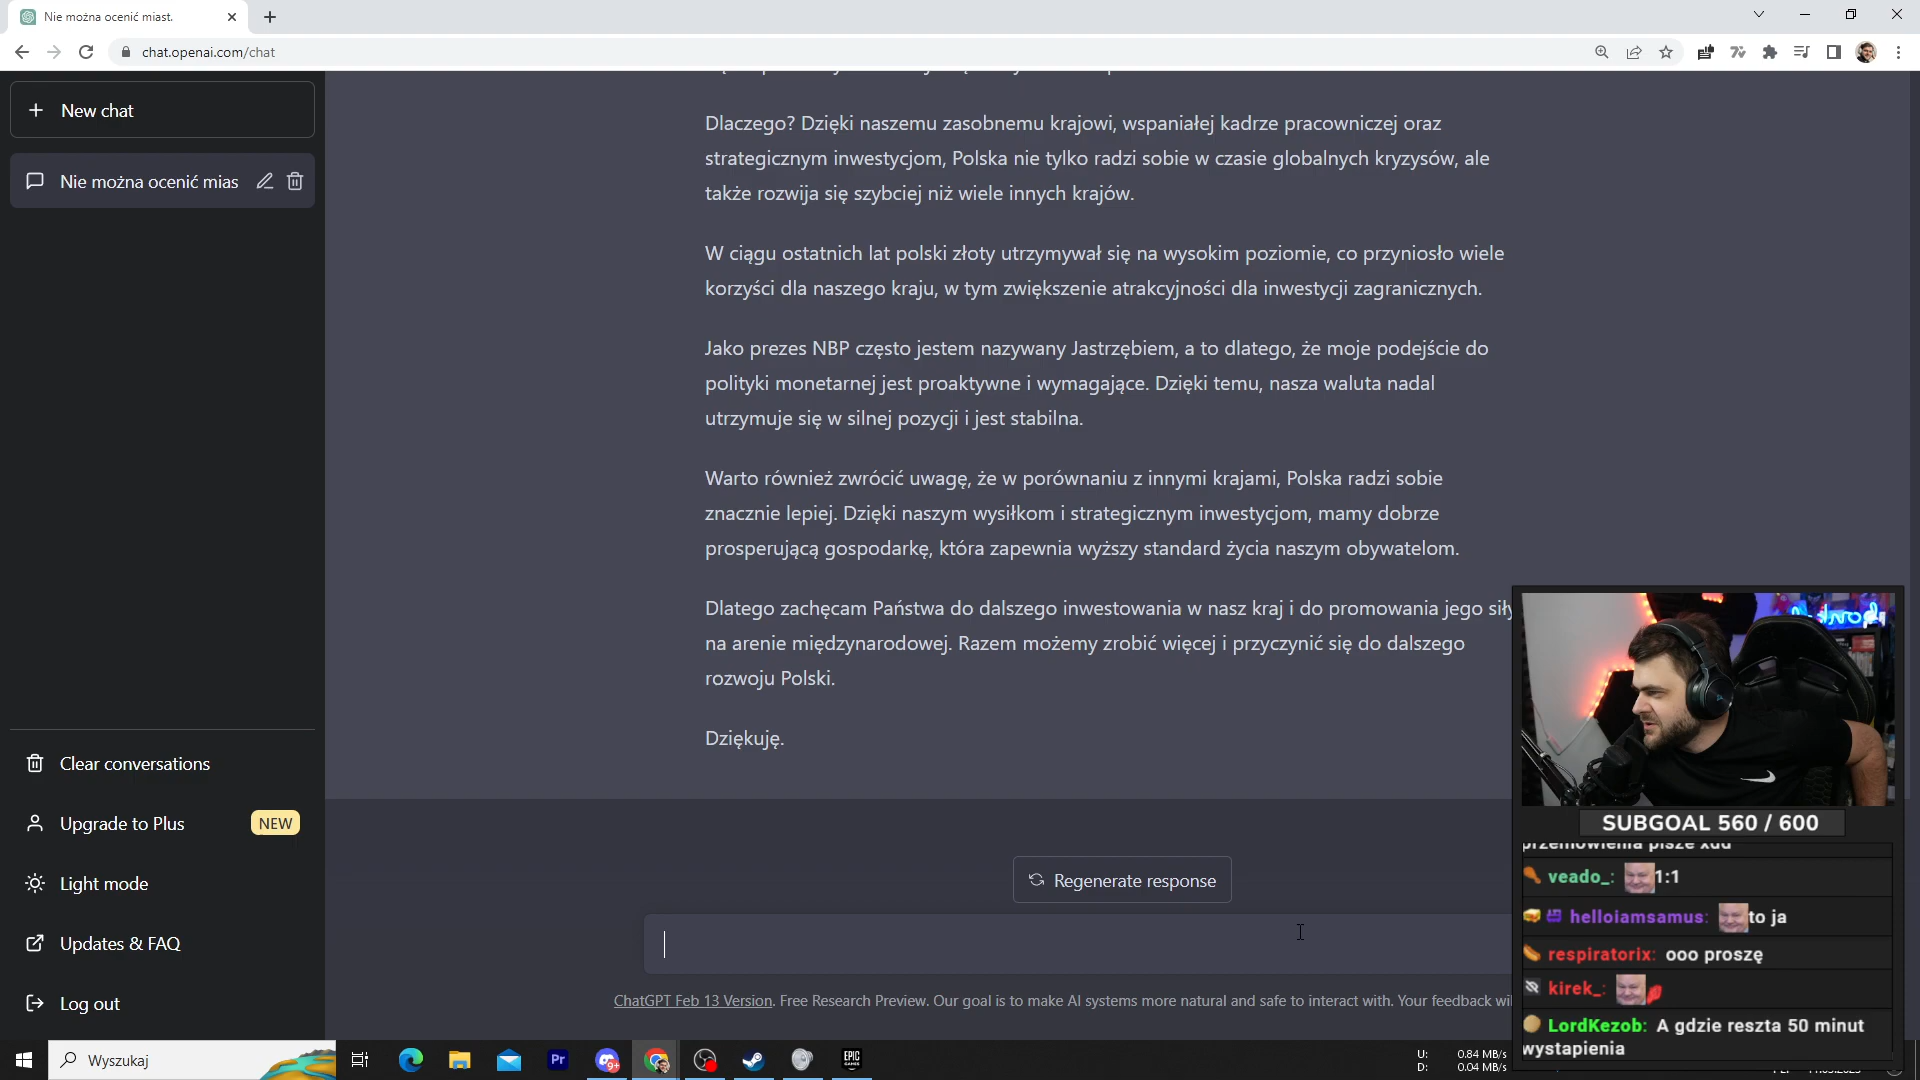 Nie można ocenić miast.
chat.openai.com/chat
New chat
Nie można ocenić mias
Dlaczego? Dzięki naszemu zasobnemu krajowi, wspaniałej kadrze pracowniczej oraz
strategicznym inwestycjom, Polska nie tylko radzi sobie w czasie globalnych kryzysów, ale
także rozwija się szybciej niż wiele innych krajów.
W ciągu ostatnich lat polski złoty utrzymywał się na wysokim poziomie, co przyniosło wiele
korzyści dla naszego kraju, w tym zwiększenie atrakcyjności dla inwestycji zagranicznych.
Jako prezes NBP często jestem nazywany Jastrzębiem, a to dlatego, że moje podejście do
polityki monetarnej jest proaktywne i wymagające. Dzięki temu, nasza waluta nadal
utrzymuje się w silnej pozycji i jest stabilna.
Warto również zwrócić uwagę, że w porównaniu z innymi krajami, Polska radzi sobie
znacznie lepiej. Dzięki naszym wysiłkom i strategicznym inwestycjom, mamy dobrze
prosperującą gospodarkę, która zapewnia wyższy standard życia naszym obywatelom.
Dlatego zachęcam Państwa do dalszego inwestowania w nasz kraj i do promowania jego siły
na arenie międzynarodowej. Razem możemy zrobić więcej i przyczynić się do dalszego
rozwoju Polski.
Dziękuję.
Clear conversations
Upgrade to Plus NEW
Light mode
Updates & FAQ
Log out
Regenerate response
ChatGPT Feb 13 Version. Free Research Preview. Our goal is to make AI systems more natural and safe to interact with. Your feedback wil
SUBGOAL 560 / 600
przemówienia pisze xdd
veado_: 1:1
helloiamsamus: to ja
respiratorix: ooo proszę
kirek_:
LordKezob: A gdzie reszta 50 minut
wystapienia
Wyszukaj
Pr
9+
EPIC
GAMES
U: 0.84 MB/s
D: 0.04 MB/s